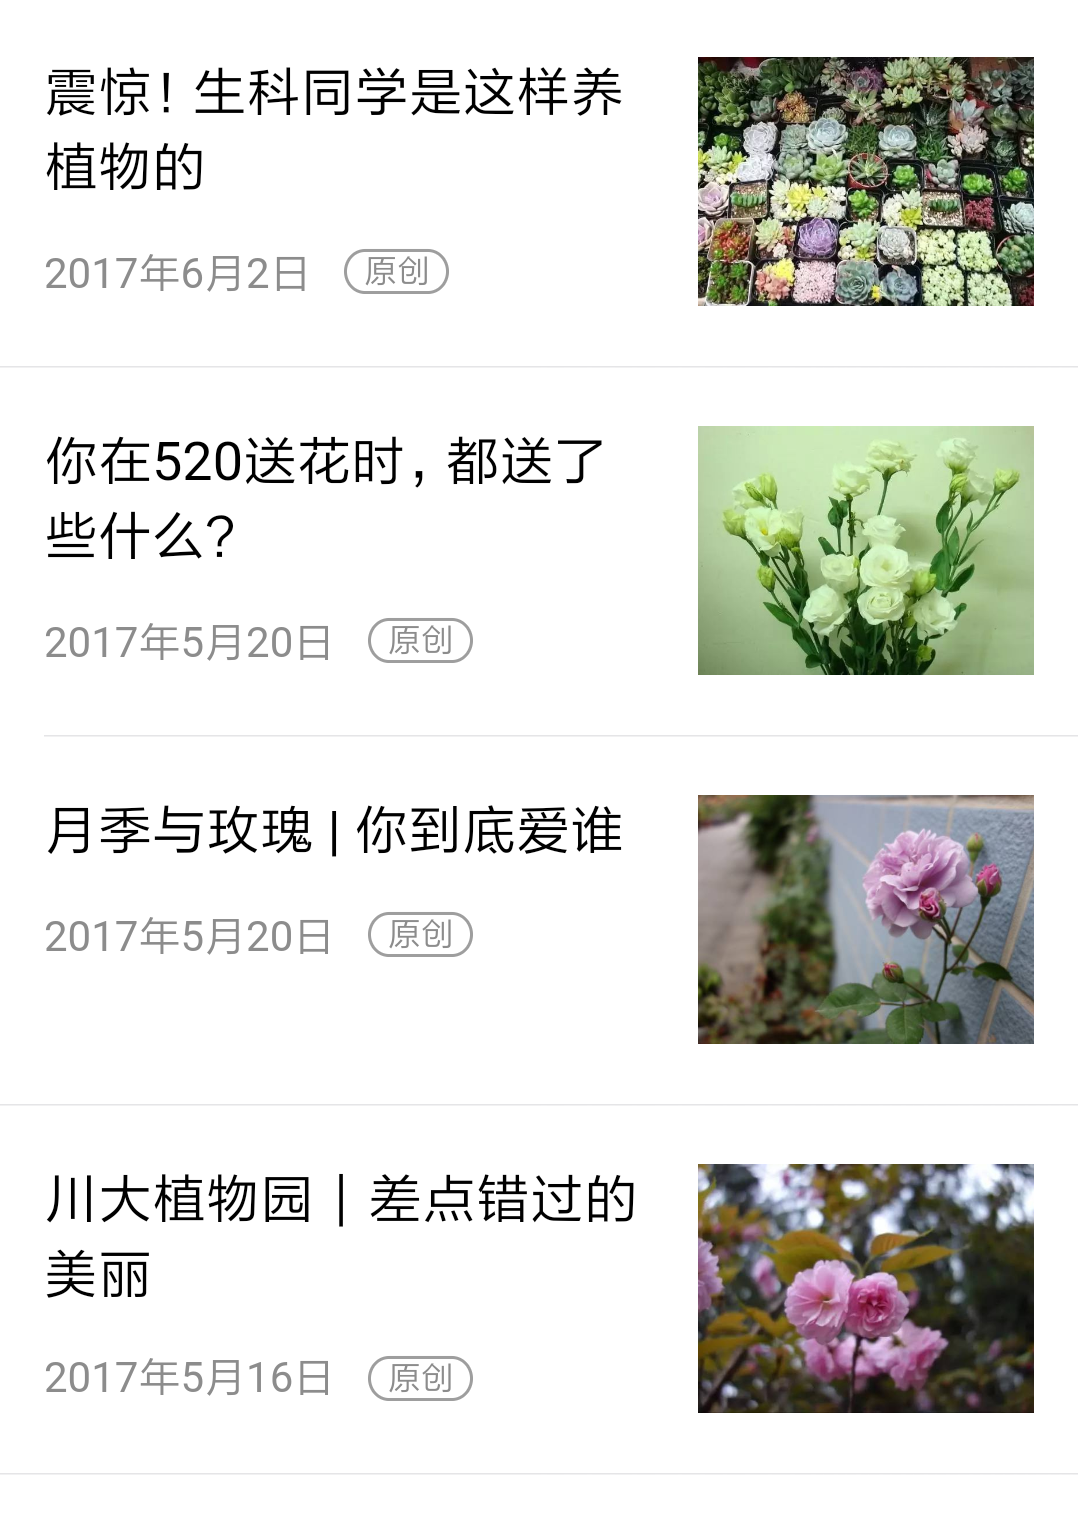 震惊！生科同学是这样养
植物的
2017年6月2日 原创
你在520送花时，都送了
些什么？
2017年5月20日 原创
月季与玫瑰 | 你到底爱谁
2017年5月20日 原创
川大植物园｜差点错过的
美丽
2017年5月16日 原创